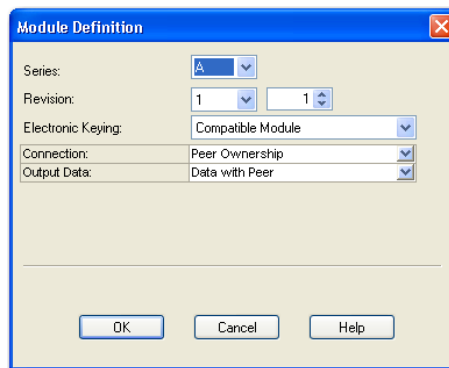 Module Definition
Series: A
Revision: 1 1
Electronic Keying: Compatible Module
Connection: Peer Ownership
Output Data: Data with Peer
OK Cancel Help